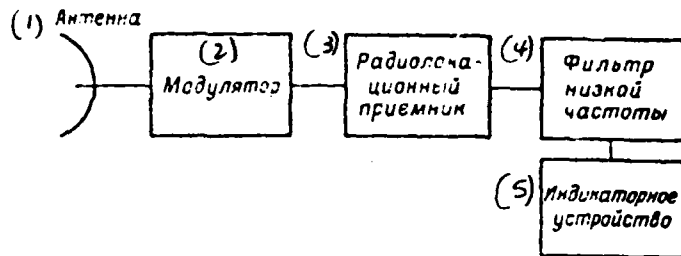 (1) Антенна
(2)
Модулятор
(3)
Радиолока-
ционный
приемник
(4)
Фильтр
низкой
частоты
(5)
Индикаторное
устройство